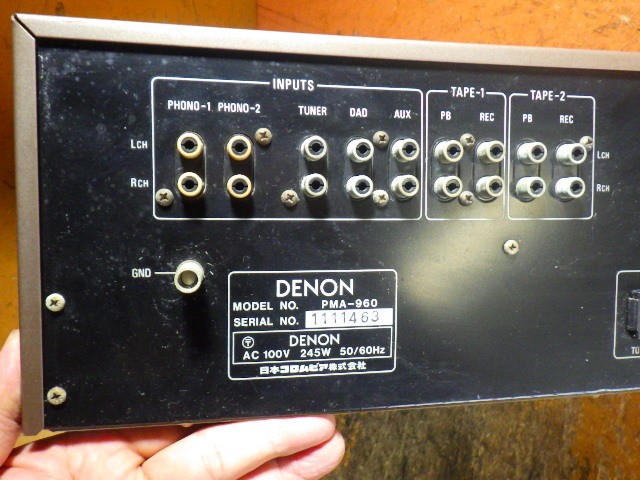 INPUTS
PHONO-1 PHONO-2 TUNER DAD AUX
TAPE-1
PB REC
TAPE-2
PB REC
LCH
RCH
LCH
RCH
GND
DENON
MODEL NO. PMA-960
SERIAL NO. 1111463
〒 DENON
AC 100V 245W 50/60Hz
日本コロムビア株式会社